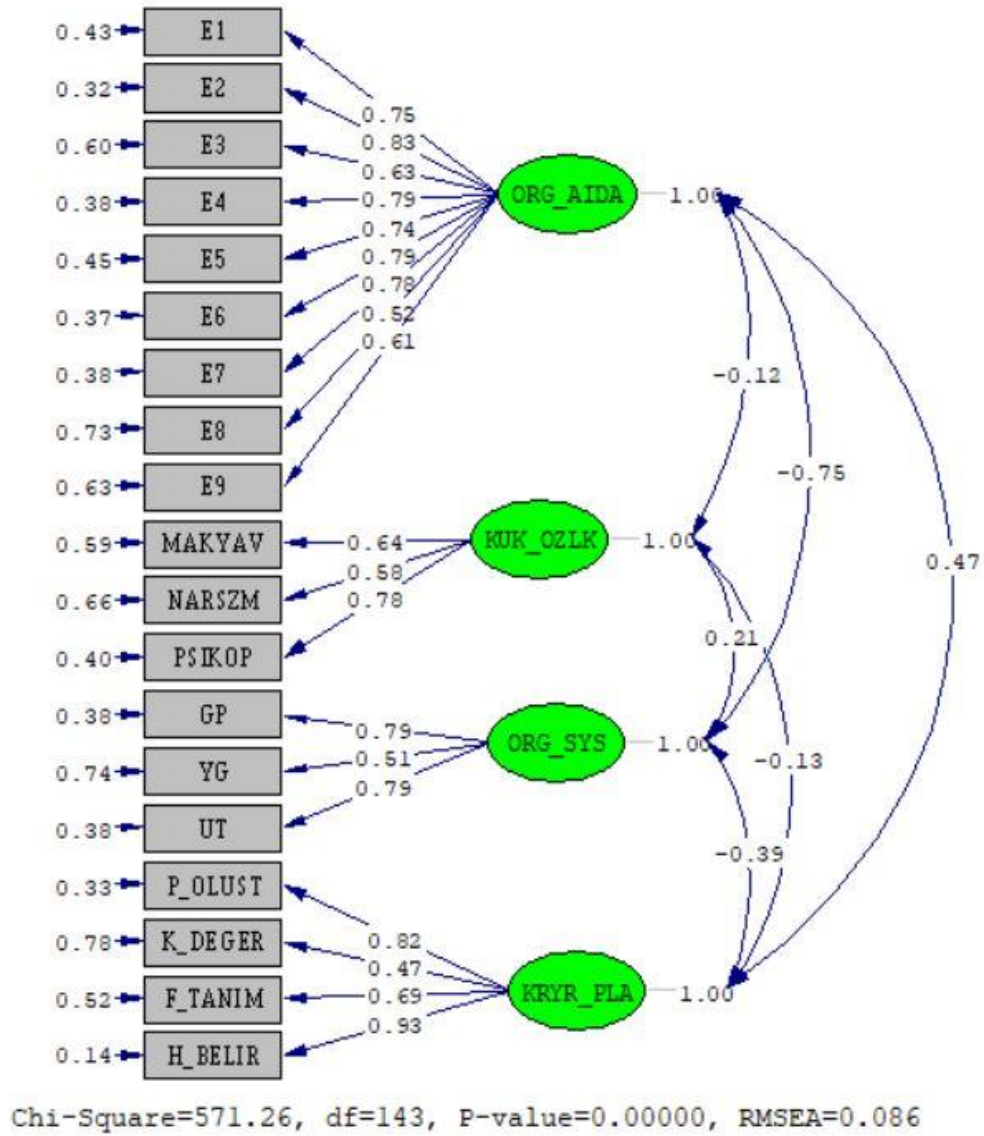 0.43 E1
0.75
0.32 E2
0.83
0.60 E3
0.63
ORG_AIDA 1.00
0.38 E4
0.79
0.74
0.45 E5
0.79
0.78
0.37 E6
0.52
0.61
0.38 E7
-0.12
0.73 E8
-0.75
0.63 E9
0.59 MAKYAV 0.64 KUK_OZLK 1.00
0.47
0.58
0.66 NARSZM 0.78
0.21
0.40 PSIKOP
0.38 GP
0.79
ORG_SYS 1.00
0.51
-0.13
0.74 YG
0.79
0.38 UT
-0.39
0.33 P_OLUST
0.82
0.78 K_DEGER
0.47
0.69
KRYR_PLA 1.00
0.52 F_TANIM
0.93
0.14 H_BELIR
Chi-Square=571.26, df=143, P-value=0.00000, RMSEA=0.086